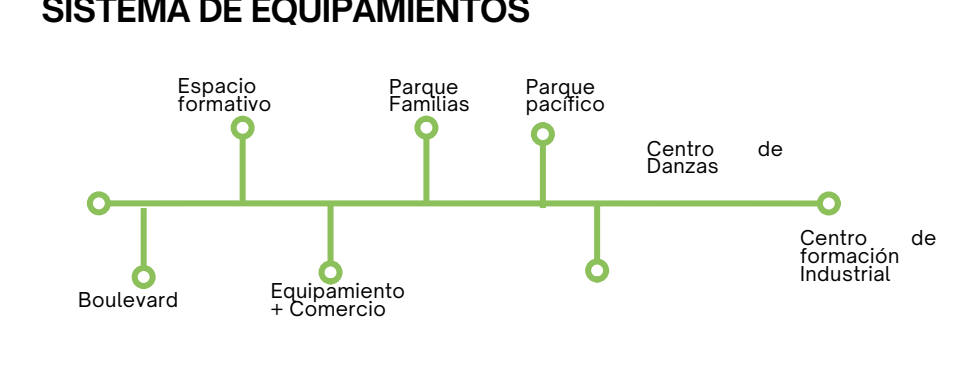 SISTEMA DE EQUIPAMIENTOS
Espacio
formativo
Parque
Familias
Parque
pacífico
Centro de
Danzas
Boulevard
Equipamiento
+ Comercio
Centro de
formación
Industrial